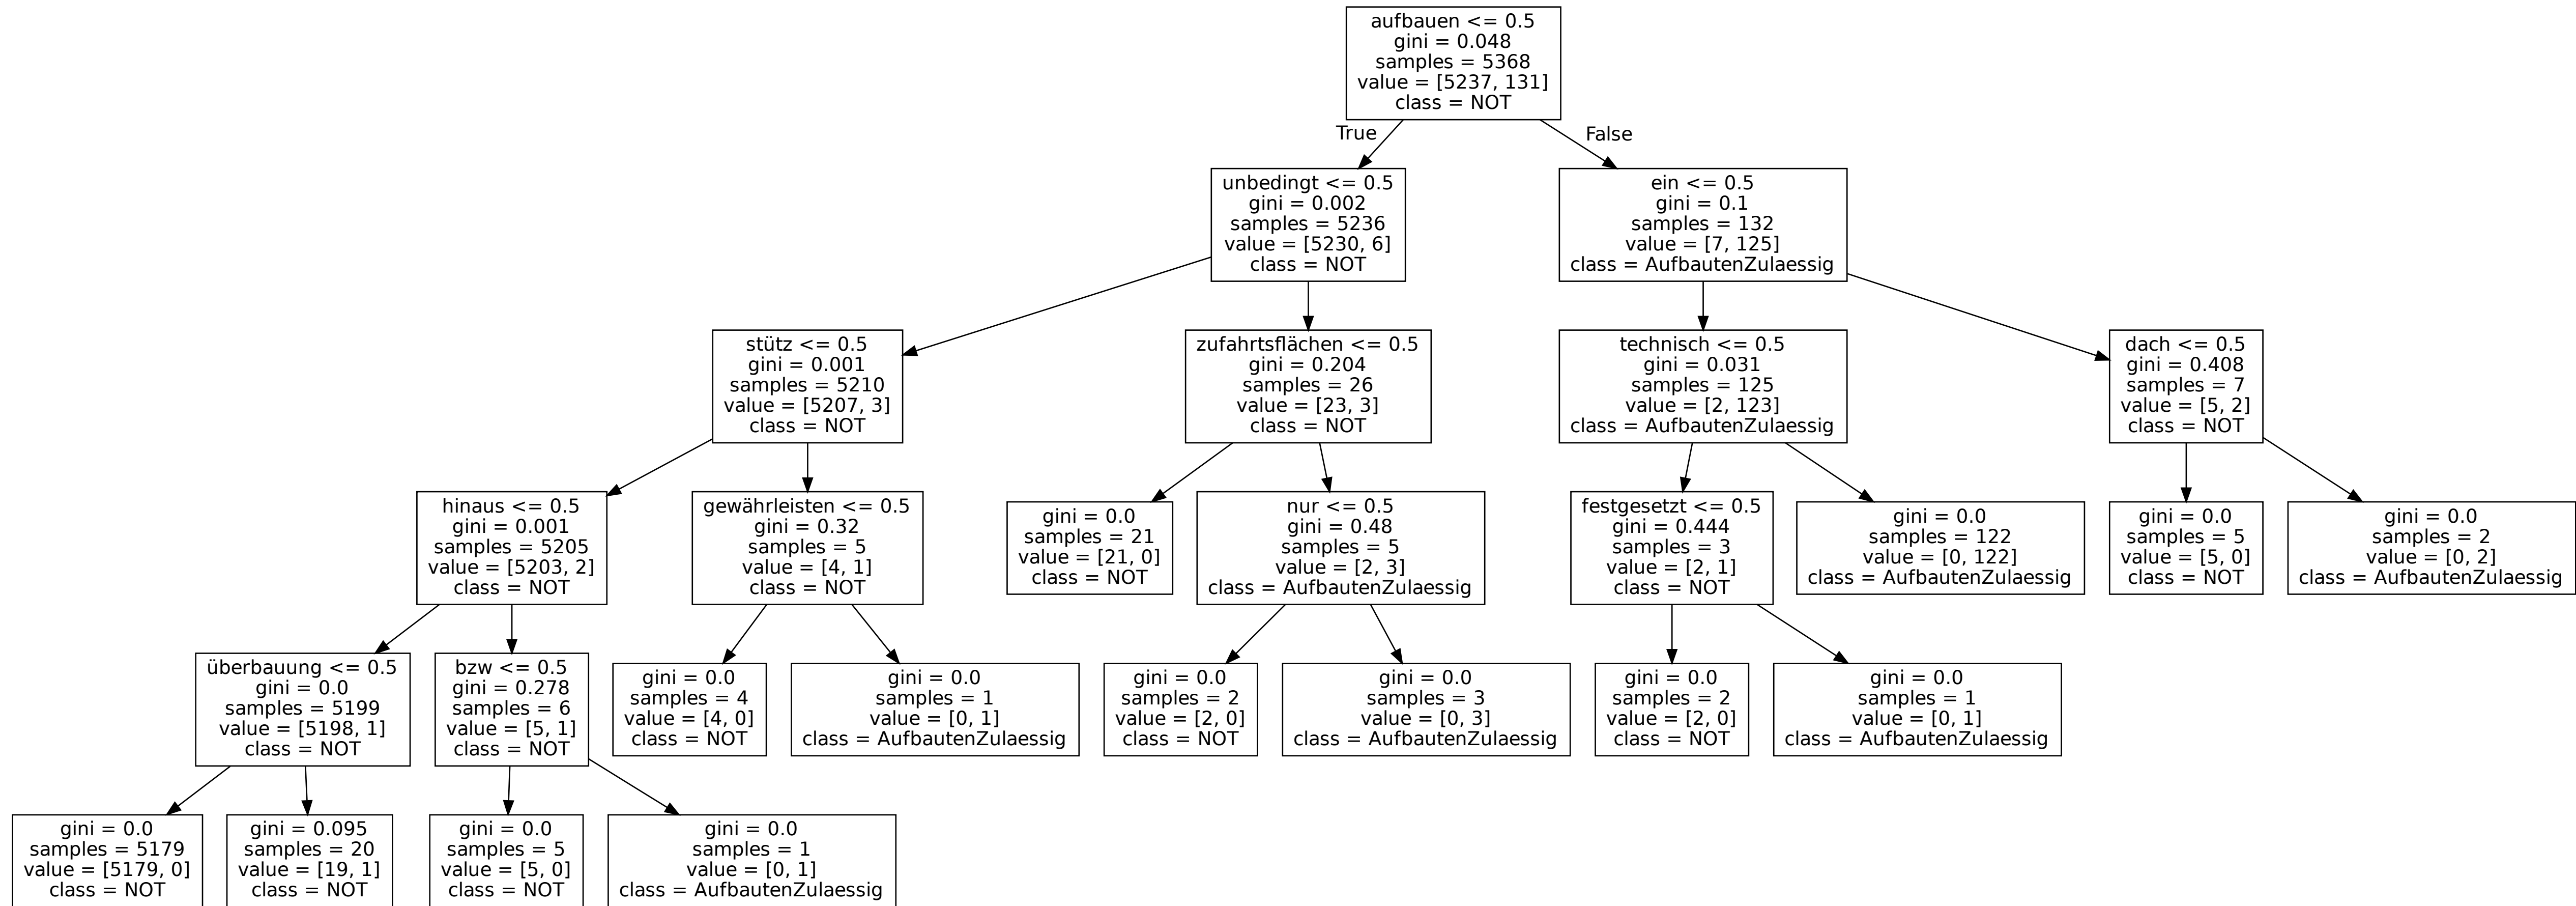 aufbauen <= 0.5
gini = 0.048
samples = 5368
value = [5237, 131]
class = NOT
True
False
unbedingt <= 0.5
gini = 0.002
samples = 5236
value = [5230, 6]
class = NOT
ein <= 0.5
gini = 0.1
samples = 132
value = [7, 125]
class = AufbautenZulaessig
stütz <= 0.5
gini = 0.001
samples = 5210
value = [5207, 3]
class = NOT
zufahrtsflächen <= 0.5
gini = 0.204
samples = 26
value = [23, 3]
class = NOT
technisch <= 0.5
gini = 0.031
samples = 125
value = [2, 123]
class = AufbautenZulaessig
dach <= 0.5
gini = 0.408
samples = 7
value = [5, 2]
class = NOT
hinaus <= 0.5
gini = 0.001
samples = 5205
value = [5203, 2]
class = NOT
gewährleisten <= 0.5
gini = 0.32
samples = 5
value = [4, 1]
class = NOT
gini = 0.0
samples = 21
value = [21, 0]
class = NOT
nur <= 0.5
gini = 0.48
samples = 5
value = [2, 3]
class = AufbautenZulaessig
festgesetzt <= 0.5
gini = 0.444
samples = 3
value = [2, 1]
class = NOT
gini = 0.0
samples = 122
value = [0, 122]
class = AufbautenZulaessig
gini = 0.0
samples = 5
value = [5, 0]
class = NOT
gini = 0.0
samples = 2
value = [0, 2]
class = AufbautenZulaessig
überbauung <= 0.5
gini = 0.0
samples = 5199
value = [5198, 1]
class = NOT
bzw <= 0.5
gini = 0.278
samples = 6
value = [5, 1]
class = NOT
gini = 0.0
samples = 4
value = [4, 0]
class = NOT
gini = 0.0
samples = 1
value = [0, 1]
class = AufbautenZulaessig
gini = 0.0
samples = 2
value = [2, 0]
class = NOT
gini = 0.0
samples = 3
value = [0, 3]
class = AufbautenZulaessig
gini = 0.0
samples = 2
value = [2, 0]
class = NOT
gini = 0.0
samples = 1
value = [0, 1]
class = AufbautenZulaessig
gini = 0.0
samples = 5179
value = [5179, 0]
class = NOT
gini = 0.095
samples = 20
value = [19, 1]
class = NOT
gini = 0.0
samples = 5
value = [5, 0]
class = NOT
gini = 0.0
samples = 1
value = [0, 1]
class = AufbautenZulaessig